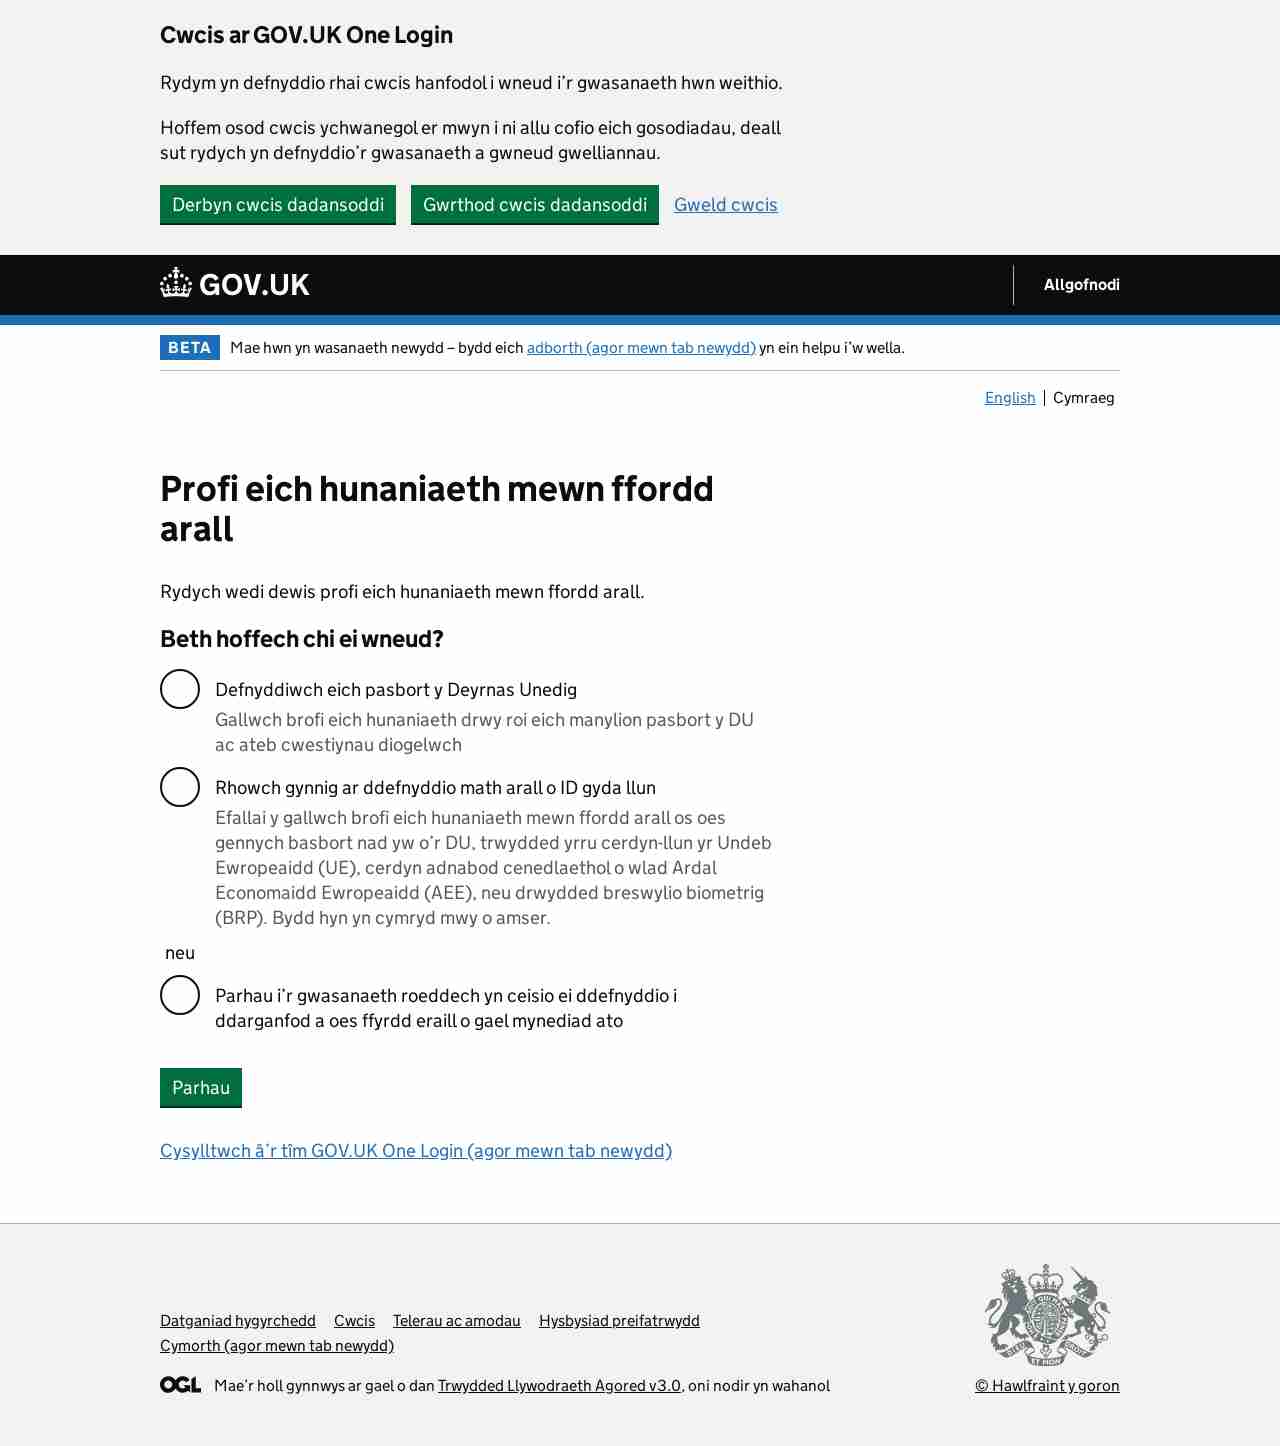 Cwcis ar GOV.UK One Login
Rydym yn defnyddio rhai cwcis hanfodol i wneud i’r gwasanaeth hwn weithio.
Hoffem osod cwcis ychwanegol er mwyn i ni allu cofio eich gosodiadau, deall
sut rydych yn defnyddio’r gwasanaeth a gwneud gwelliannau.
Derbyn cwcis dadansoddi Gwrthod cwcis dadansoddi Gweld cwcis
GOV.UK Allgofnodi
BETA Mae hwn yn wasanaeth newydd – bydd eich adborth (agor mewn tab newydd) yn ein helpu i’w wella.
English Cymraeg
Profi eich hunaniaeth mewn ffordd
arall
Rydych wedi dewis profi eich hunaniaeth mewn ffordd arall.
Beth hoffech chi ei wneud?
Defnyddiwch eich pasbort y Deyrnas Unedig
Gallwch brofi eich hunaniaeth drwy roi eich manylion pasbort y DU
ac ateb cwestiynau diogelwch
Rhowch gynnig ar ddefnyddio math arall o ID gyda llun
Efallai y gallwch brofi eich hunaniaeth mewn ffordd arall os oes
gennych basbort nad yw o’r DU, trwydded yrru cerdyn-llun yr Undeb
Ewropeaidd (UE), cerdyn adnabod cenedlaethol o wlad Ardal
Economaidd Ewropeaidd (AEE), neu drwydded breswylio biometrig
(BRP). Bydd hyn yn cymryd mwy o amser.
neu
Parhau i’r gwasanaeth roeddech yn ceisio ei ddefnyddio i
ddarganfod a oes ffyrdd eraill o gael mynediad ato
Parhau
Cysylltwch â’r tîm GOV.UK One Login (agor mewn tab newydd)
Datganiad hygyrchedd Cwcis Telerau ac amodau Hysbysiad preifatrwydd
Cymorth (agor mewn tab newydd)
OGL Mae’r holl gynnwys ar gael o dan Trwydded Llywodraeth Agored v3.0, oni nodir yn wahanol
© Hawlfraint y goron